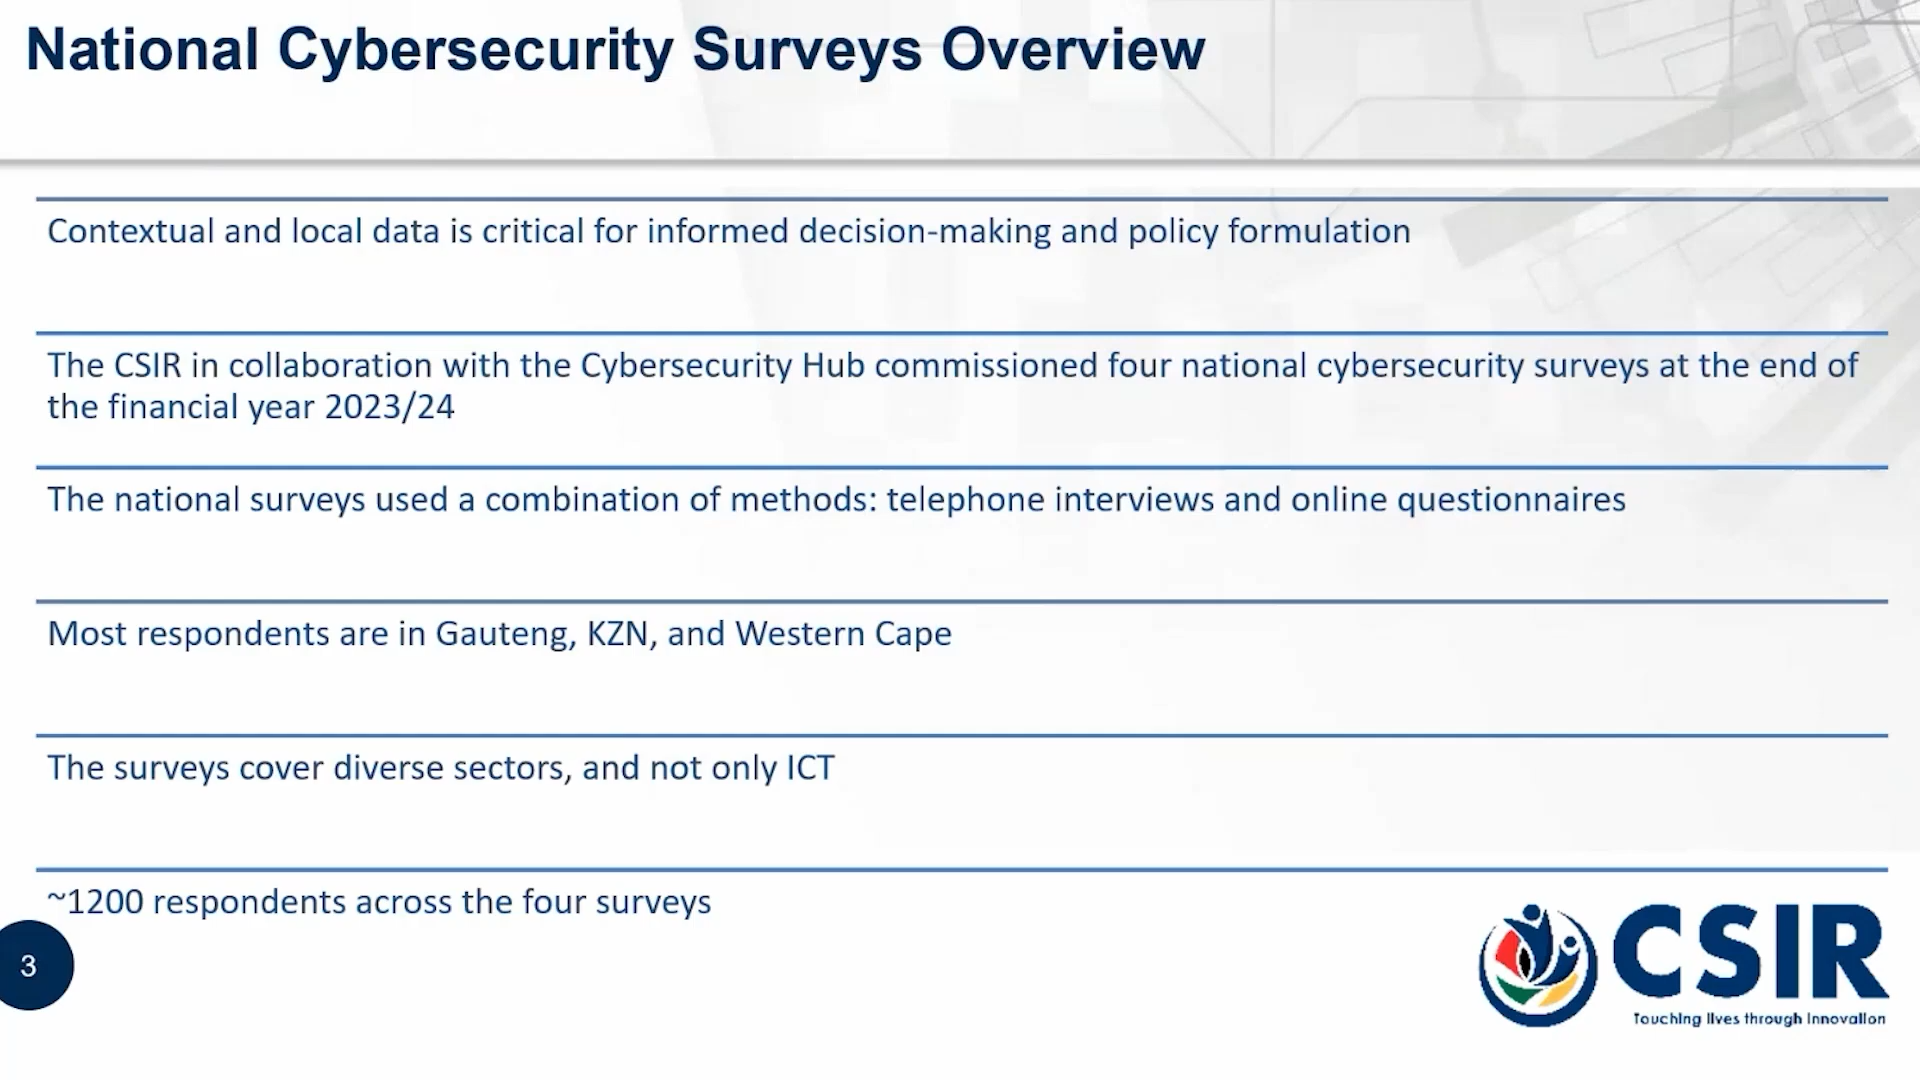 National Cybersecurity Surveys Overview
Contextual and local data is critical for informed decision-making and policy formulation
The CSIR in collaboration with the Cybersecurity Hub commissioned four national cybersecurity surveys at the end of
the financial year 2023/24
The national surveys used a combination of methods: telephone interviews and online questionnaires
Most respondents are in Gauteng, KZN, and Western Cape
The surveys cover diverse sectors, and not only ICT
~1200 respondents across the four surveys
3
CSIR
Touching lives through innovation